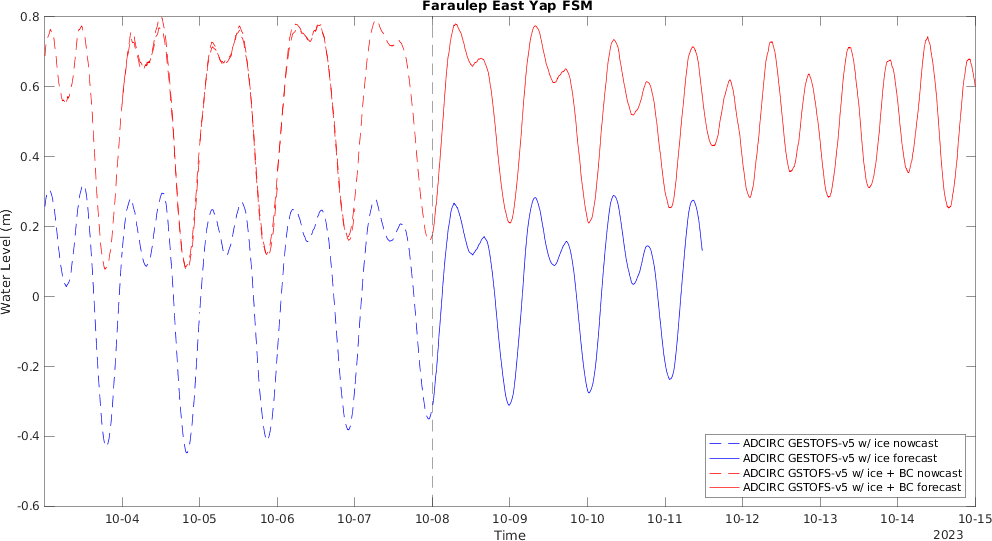 Faraulep East Yap FSM
0.8
0.6
0.4
0.2
0
-0.2
-0.4
-0.6
Water Level (m)
ADCIRC GESTOFS-v5 w/ ice nowcast
ADCIRC GESTOFS-v5 w/ ice forecast
ADCIRC GSTOFS-v5 w/ ice + BC nowcast
ADCIRC GSTOFS-v5 w/ ice + BC forecast
10-04 10-05 10-06 10-07 10-08 10-09 10-10 10-11 10-12 10-13 10-14 10-15
Time
2023